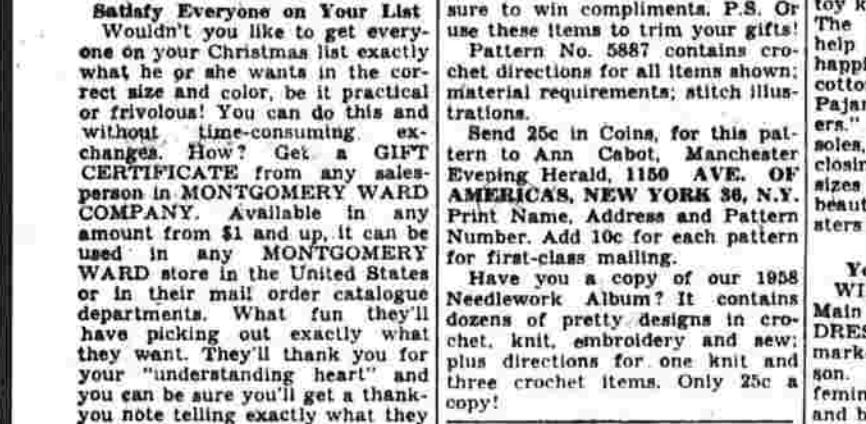 Satisfy Everyone on Your List
Wouldn't you like to get every-
one on your Christmas list exactly
what he or she wants in the cor-
rect size and color, be it practical
or frivolous! You can do this and
without time-consuming ex-
changes. How? Get a GIFT
CERTIFICATE from any sales-
person in MONTGOMERY WARD
COMPANY. Available in any
amount from $1 and up, it can be
used in any MONTGOMERY
WARD store in the United States
or in their mail order catalogue
departments. What fun they'll
have picking out exactly what
they want. They'll thank you for
your "understanding heart" and
you can be sure you'll get a thank-
you note telling exactly what they
sure to win compliments. P.S. Or
use these items to trim your gifts!
Pattern No. 5887 contains cro-
chet directions for all items shown;
material requirements; stitch illus-
trations.
Send 25c in Coins, for this pat-
tern to Ann Cabot, Manchester
Evening Herald, 1150 AVE. OF
AMERICAS, NEW YORK 36, N.Y.
Print Name, Address and Pattern
Number. Add 10c for each pattern
for first-class mailing.
Have you a copy of our 1958
Needlework Album? It contains
dozens of pretty designs in cro-
chet, knit, embroidery and sew;
plus directions for one knit and
three crochet items. Only 25c a
copy!
toy k
The
help
happi
cotto
Paja
ers."
soles,
closin
sizes
beaut
sters
Yo
WI
Main
DRES
mark
son.
femin
and b